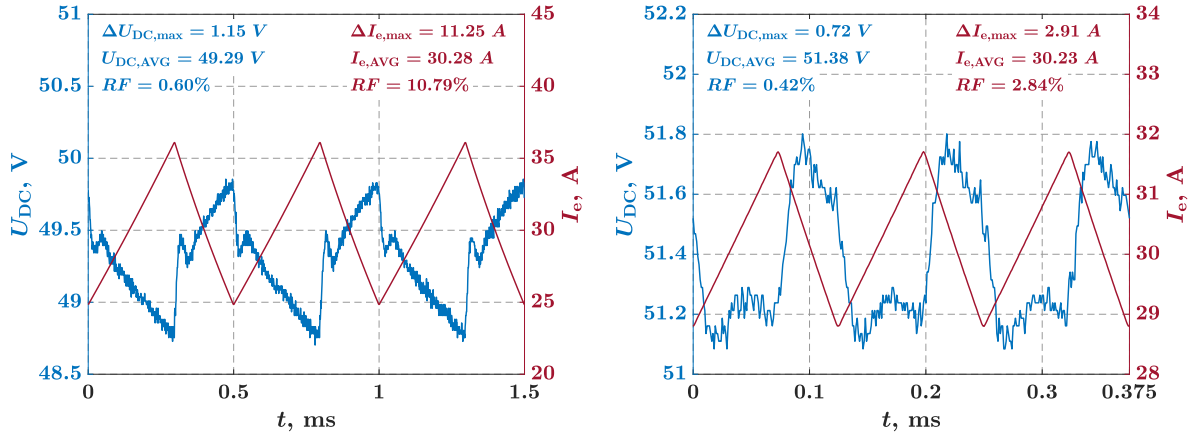 ΔU_DC,max = 1.15 V
U_DC,AVG = 49.29 V
RF = 0.60%
ΔI_e,max = 11.25 A
I_e,AVG = 30.28 A
RF = 10.79%
51
50.5
50
49.5
49
48.5
U_DC, V
45
40
35
30
25
20
I_e, A
0 0.5 1 1.5
t, ms
ΔU_DC,max = 0.72 V
U_DC,AVG = 51.38 V
RF = 0.42%
ΔI_e,max = 2.91 A
I_e,AVG = 30.23 A
RF = 2.84%
52.2
52
51.8
51.6
51.4
51.2
51
U_DC, V
34
33
32
31
30
29
28
I_e, A
0 0.1 0.2 0.3 0.375
t, ms